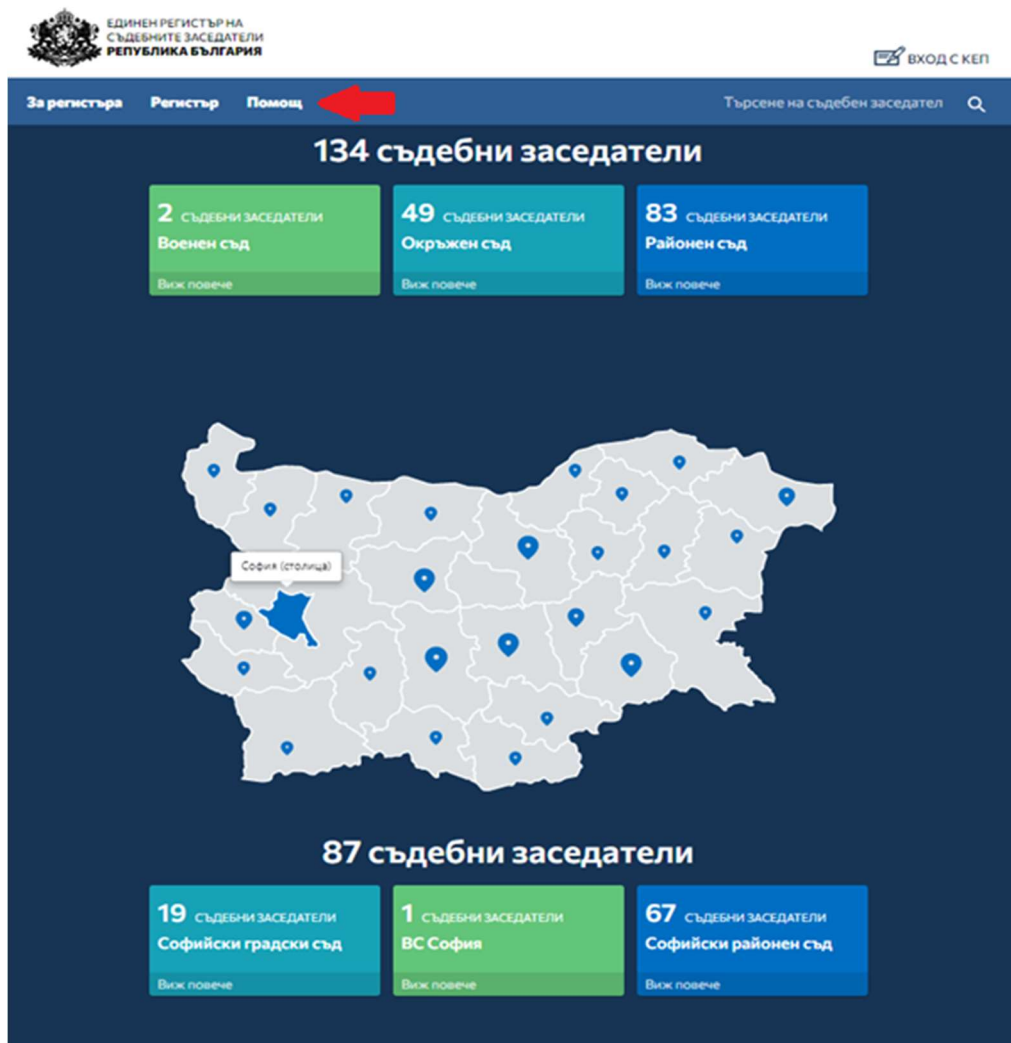 ЕДИНЕН РЕГИСТЪР НА
СЪДЕБНИТЕ ЗАСЕДАТЕЛИ
РЕПУБЛИКА БЪЛГАРИЯ
ВХОД С КЕП
За регистъра Регистър Помощ Търсене на съдебен заседател
134 съдебни заседатели
2 СЪДЕБНИ ЗАСЕДАТЕЛИ
Военен съд
Виж повече
49 СЪДЕБНИ ЗАСЕДАТЕЛИ
Окръжен съд
Виж повече
83 СЪДЕБНИ ЗАСЕДАТЕЛИ
Районен съд
Виж повече
София (столица)
87 съдебни заседатели
19 СЪДЕБНИ ЗАСЕДАТЕЛИ
Софийски градски съд
Виж повече
1 СЪДЕБНИ ЗАСЕДАТЕЛИ
ВС София
Виж повече
67 СЪДЕБНИ ЗАСЕДАТЕЛИ
Софийски районен съд
Виж повече